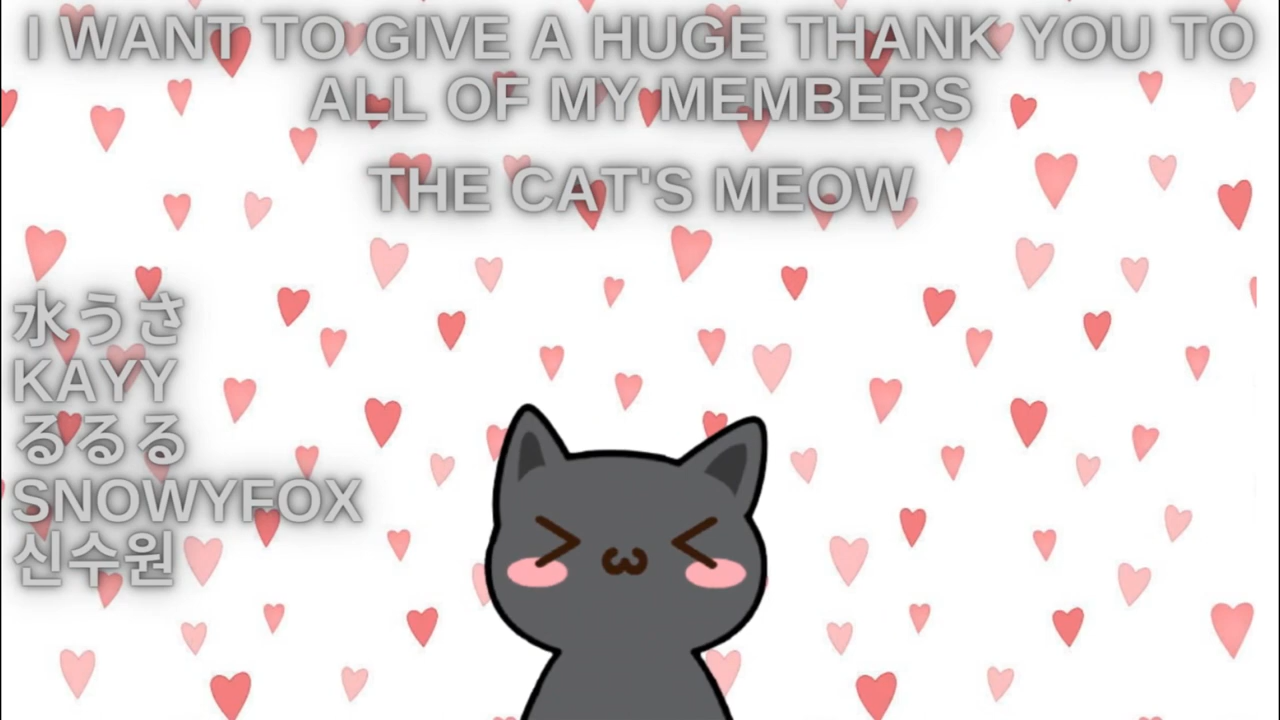 I WANT TO GIVE A HUGE THANK YOU TO
ALL OF MY MEMBERS
THE CAT'S MEOW
水うさ
KAYY
るるる
SNOWYFOX
신수원